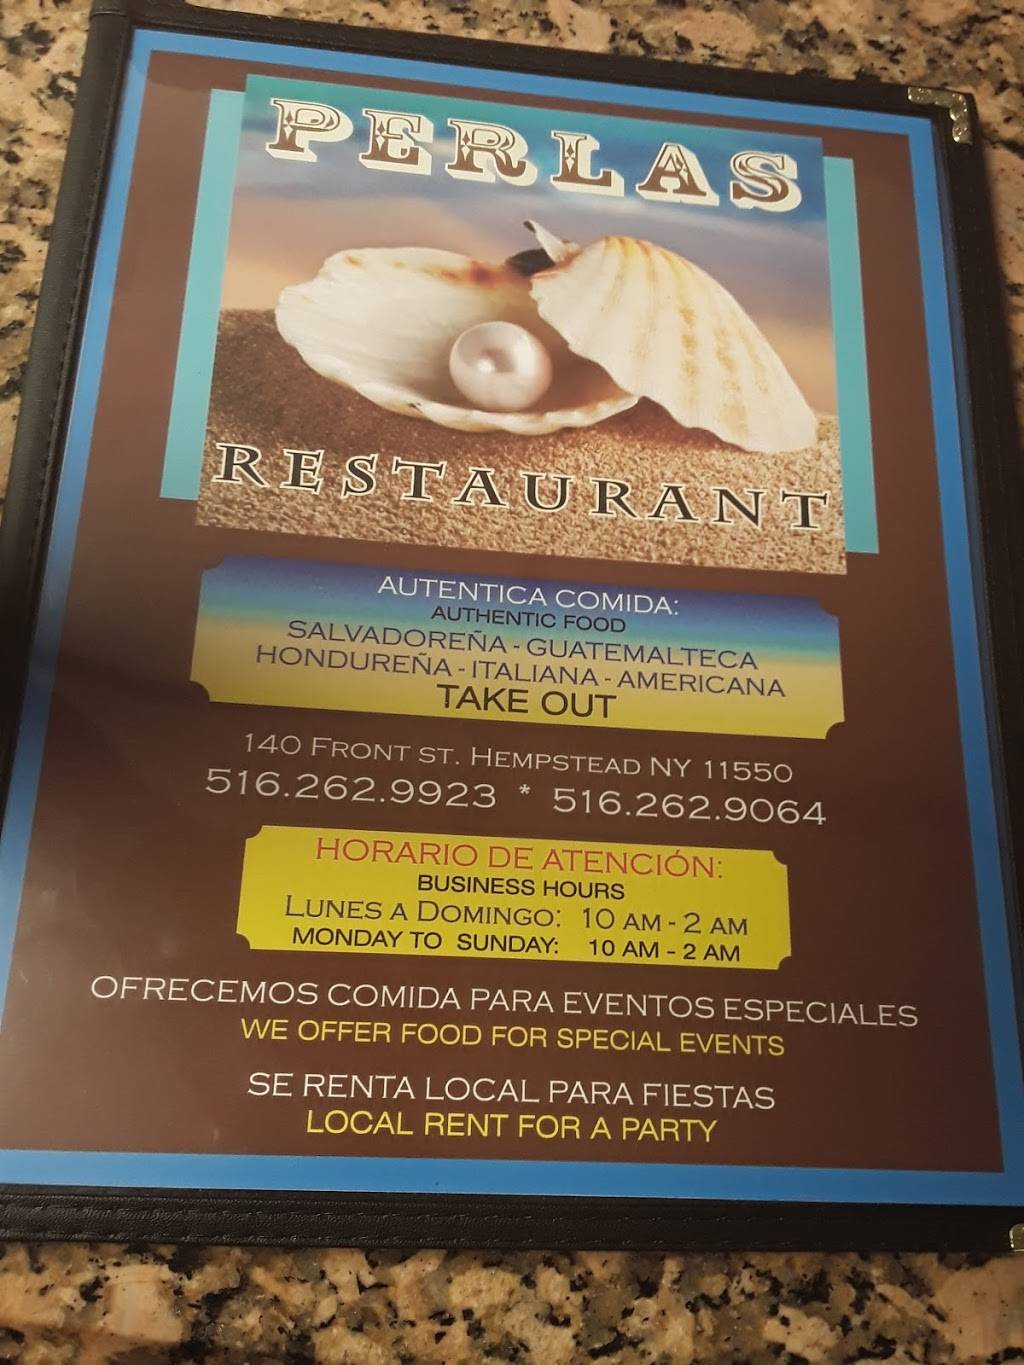 PERLAS
RESTAURANT
AUTENTICA COMIDA:
AUTHENTIC FOOD
SALVADOREÑA - GUATEMALTECA
HONDUREÑA - ITALIANA - AMERICANA
TAKE OUT
140 FRONT ST. HEMPSTEAD NY 11550
516.262.9923 * 516.262.9064
HORARIO DE ATENCIÓN:
BUSINESS HOURS
LUNES A DOMINGO: 10 AM - 2 AM
MONDAY TO SUNDAY: 10 AM - 2 AM
OFRECEMOS COMIDA PARA EVENTOS ESPECIALES
WE OFFER FOOD FOR SPECIAL EVENTS
SE RENTA LOCAL PARA FIESTAS
LOCAL RENT FOR A PARTY